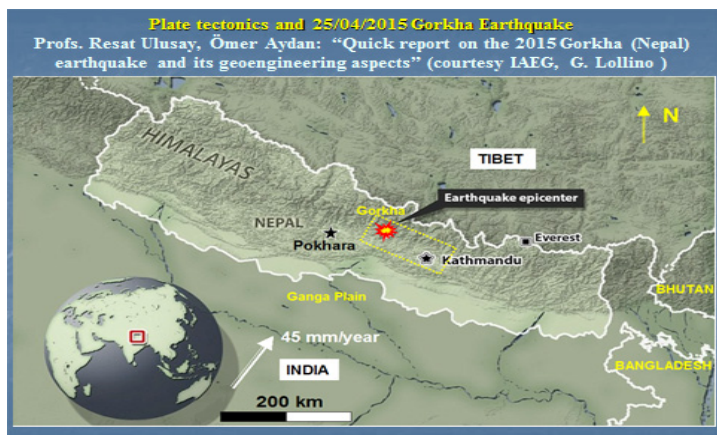 Plate tectonics and 25/04/2015 Gorkha Earthquake
Profs. Resat Ulusay, Ömer Aydan: “Quick report on the 2015 Gorkha (Nepal)
earthquake and its geoengineering aspects” (courtesy IAEG, G. Lollino )
N
HIMALAYAS
TIBET
Earthquake epicenter
Gorkha
NEPAL
Pokhara
Everest
Kathmandu
BHUTAN
Ganga Plain
45 mm/year
BANGLADESH
INDIA
200 km